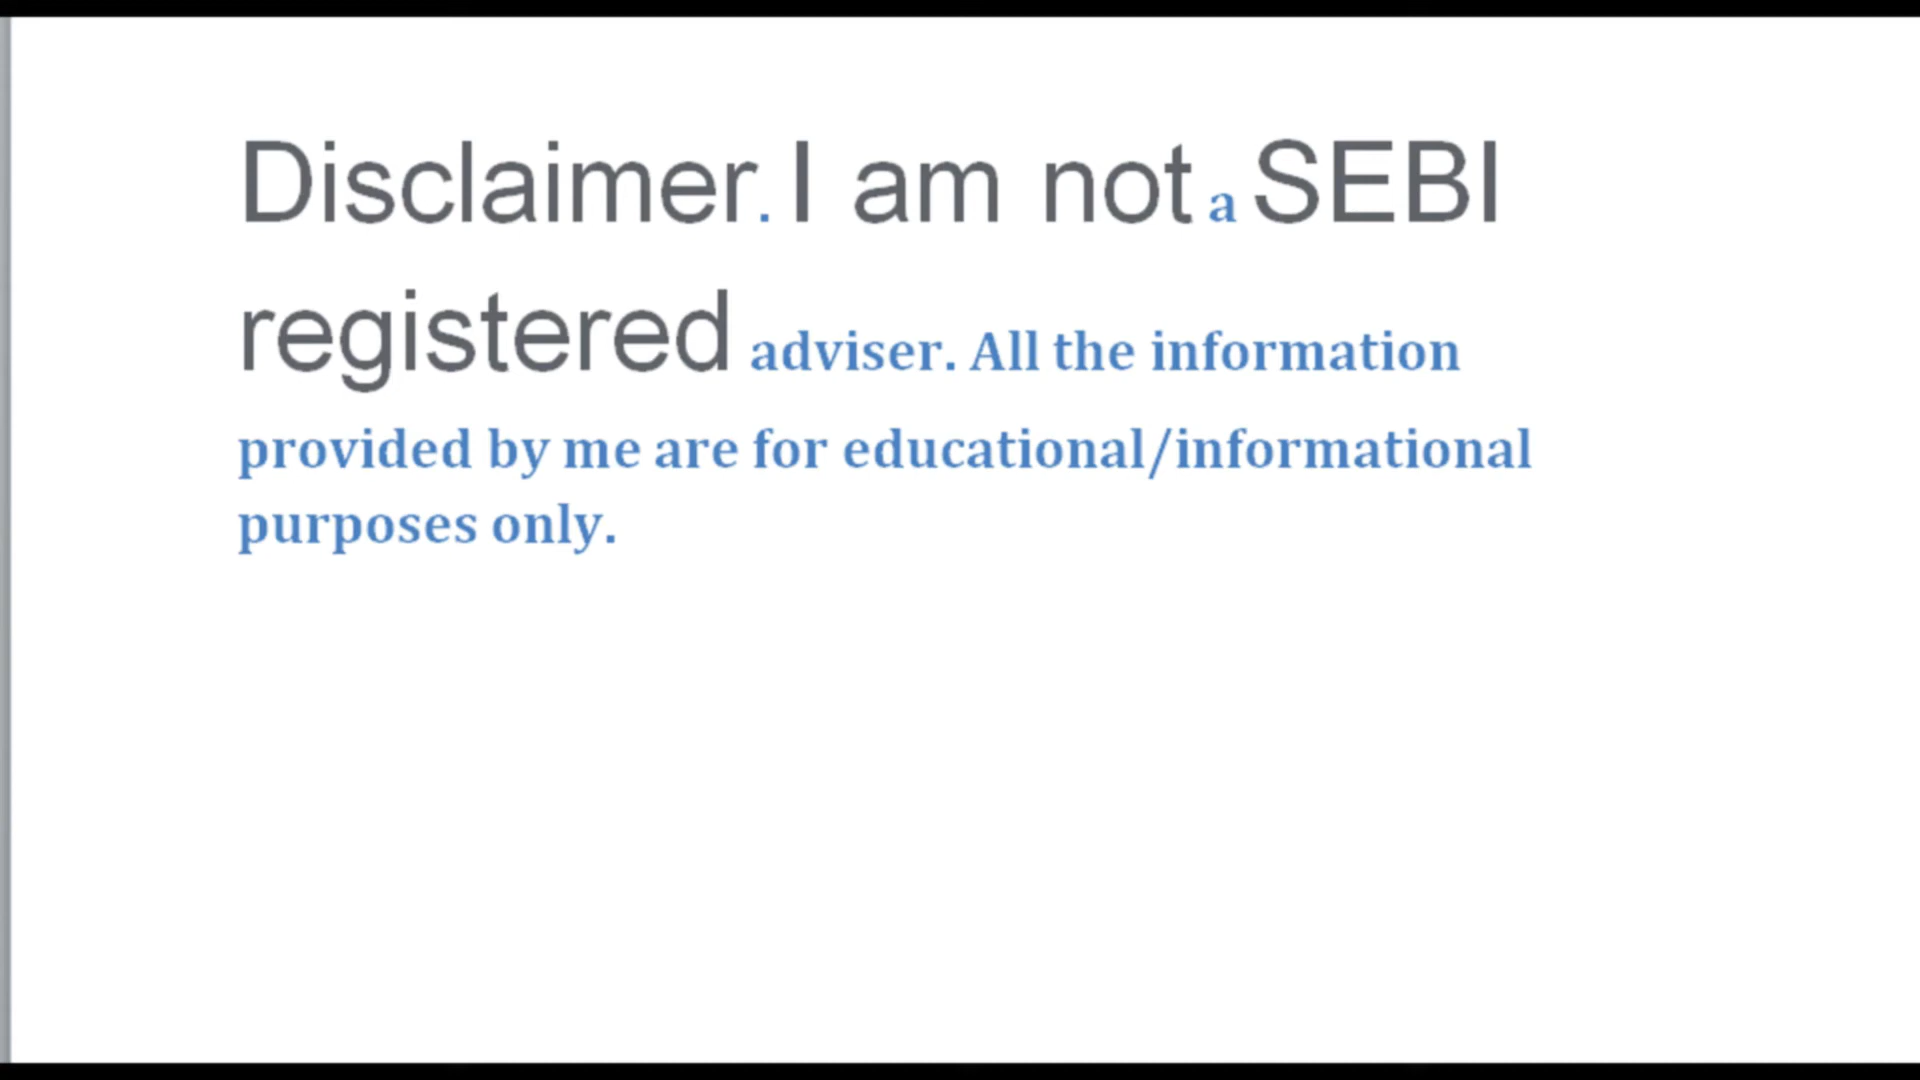 Disclaimer. I am not a SEBI
registered adviser. All the information
provided by me are for educational/informational
purposes only.